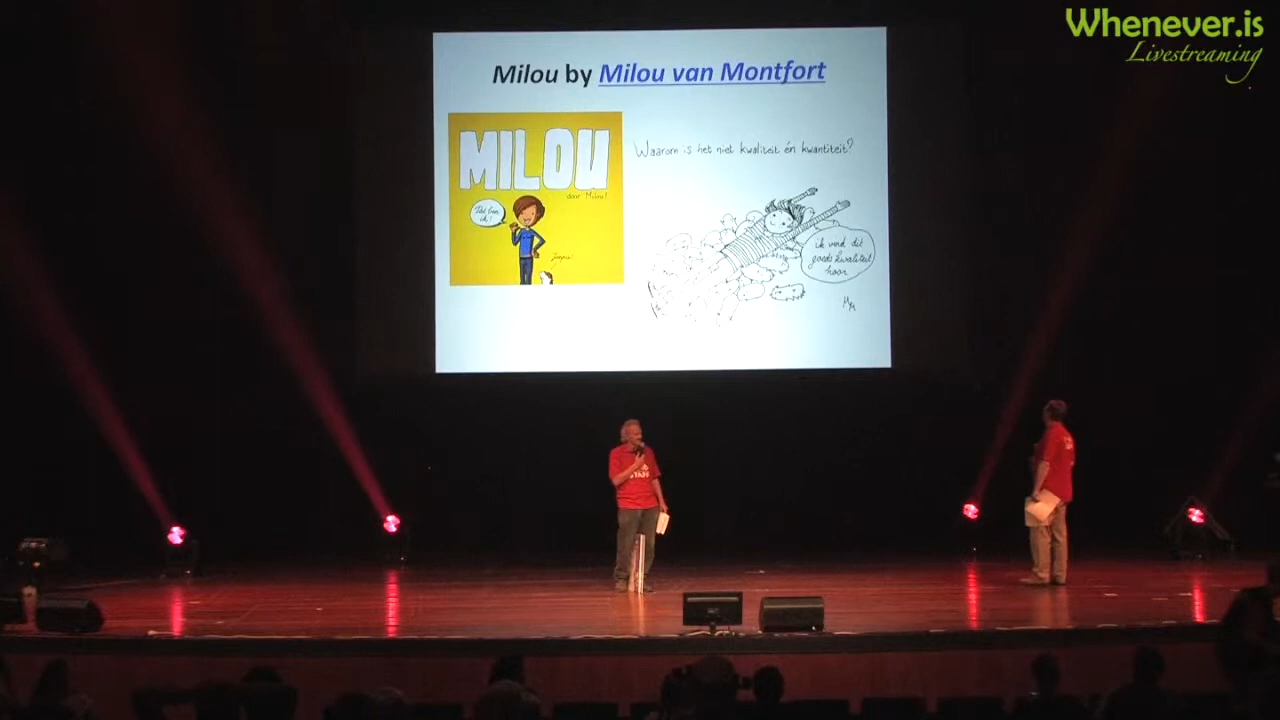 Whenever.is
Livestreaming
Milou by Milou van Montfort
MILOU
door Milou!
Dat ben
ik!
Waarom is het niet kwaliteit én kwantiteit?
ik vind dit
goede kwaliteit
hoor